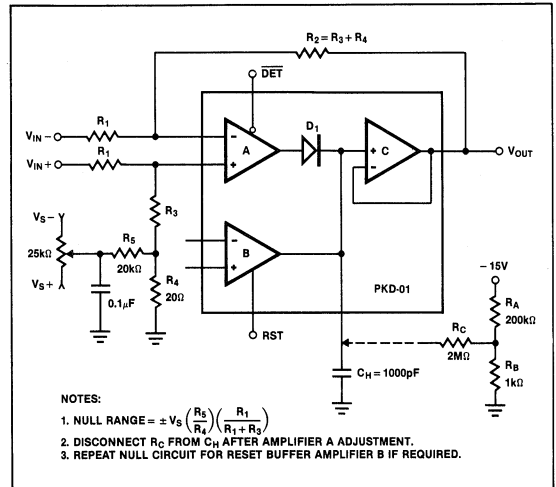 R2 = R3 + R4
DET
R1
VIN −
R1
VIN +
A
−
+
D1
C
+
−
VOUT
R3
VS−
25kΩ
VS+
R5
20kΩ
0.1μF
R4
20Ω
B
−
+
PKD-01
RST
− 15V
RA
200kΩ
RC
2MΩ
RB
1kΩ
CH = 1000pF
NOTES:
1. NULL RANGE = ± VS (R5/R4) (R1/R1 + R3)
2. DISCONNECT RC FROM CH AFTER AMPLIFIER A ADJUSTMENT.
3. REPEAT NULL CIRCUIT FOR RESET BUFFER AMPLIFIER B IF REQUIRED.